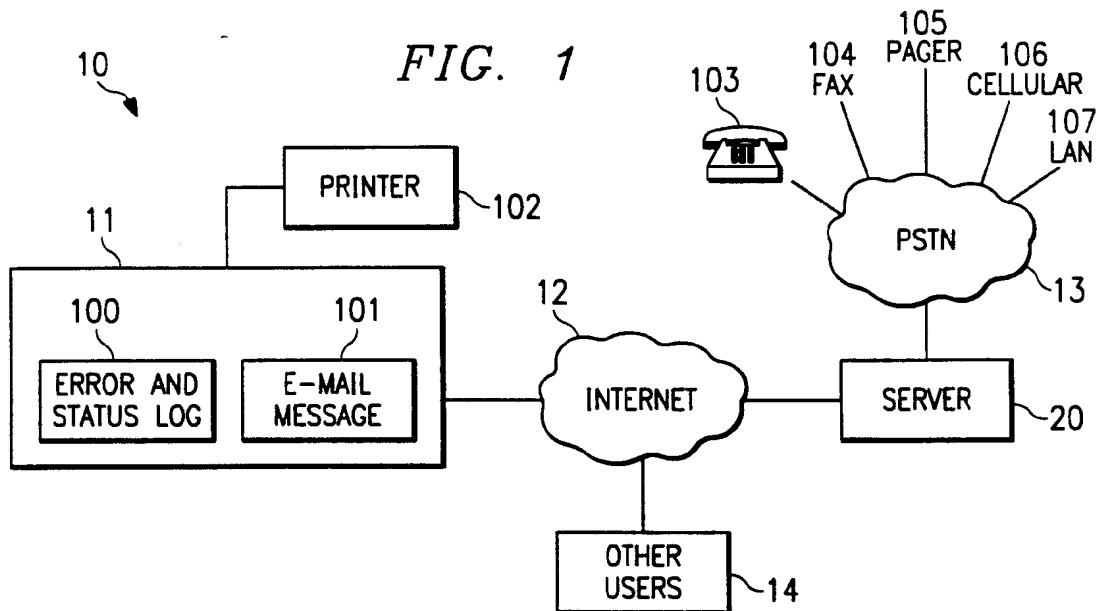 FIG. 1
10
105
PAGER
104
FAX
106
CELLULAR
103
107
LAN
PRINTER
102
PSTN
13
11
100
ERROR AND
STATUS LOG
101
E-MAIL
MESSAGE
12
INTERNET
SERVER
20
OTHER
USERS
14